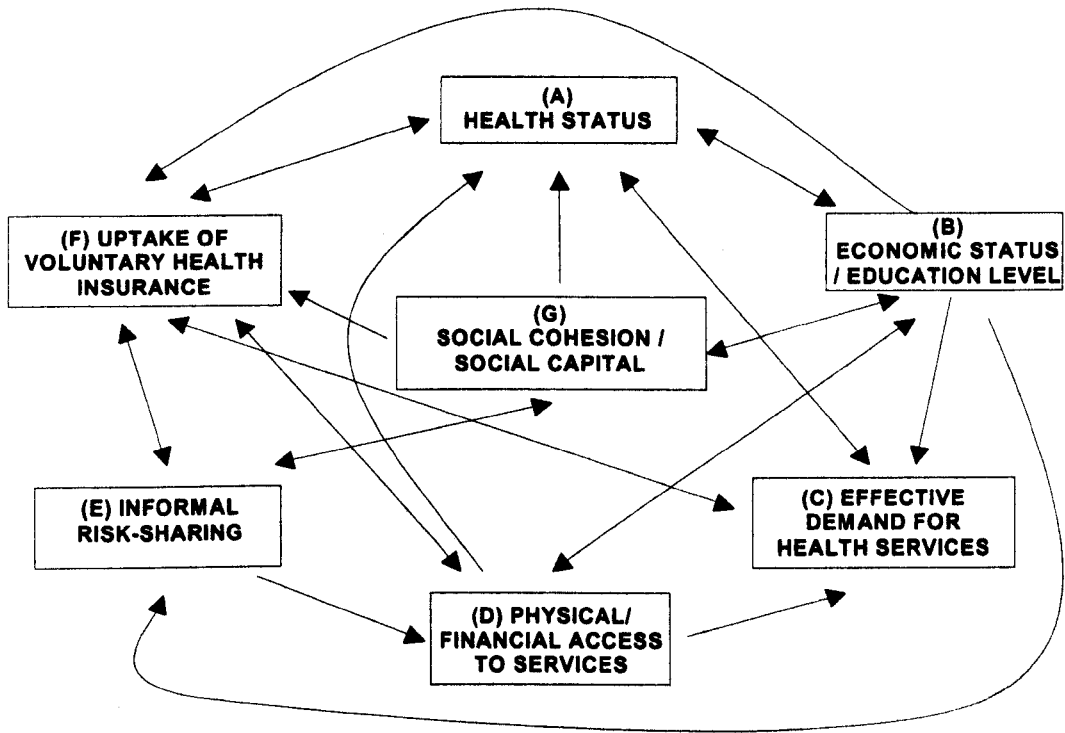 (A)
HEALTH STATUS
(F) UPTAKE OF
VOLUNTARY HEALTH
INSURANCE
(B)
ECONOMIC STATUS
/ EDUCATION LEVEL
(G)
SOCIAL COHESION /
SOCIAL CAPITAL
(E) INFORMAL
RISK-SHARING
(C) EFFECTIVE
DEMAND FOR
HEALTH SERVICES
(D) PHYSICAL/
FINANCIAL ACCESS
TO SERVICES